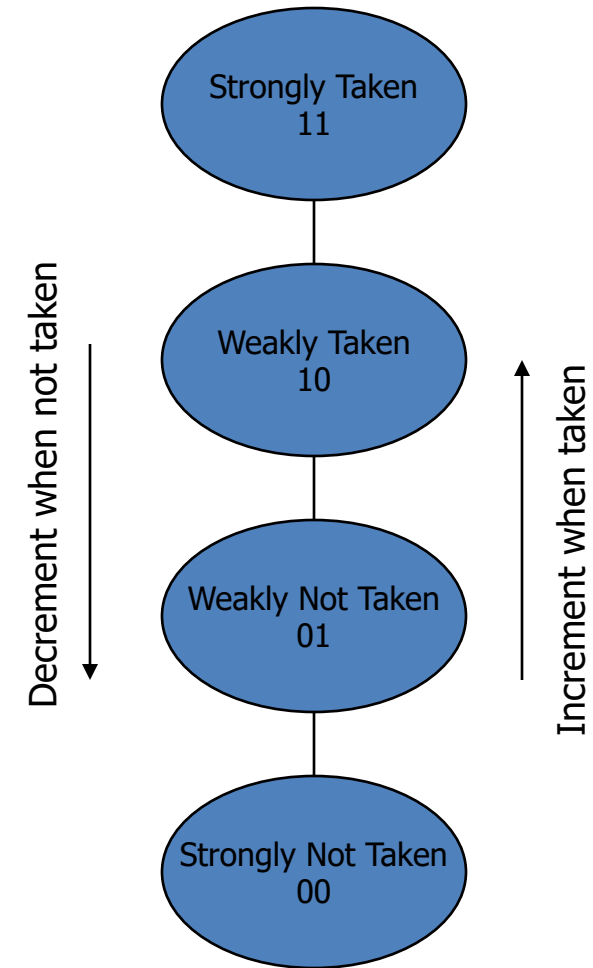 Strongly Taken
11
Weakly Taken
10
Decrement when not taken
Increment when taken
Weakly Not Taken
01
Strongly Not Taken
00